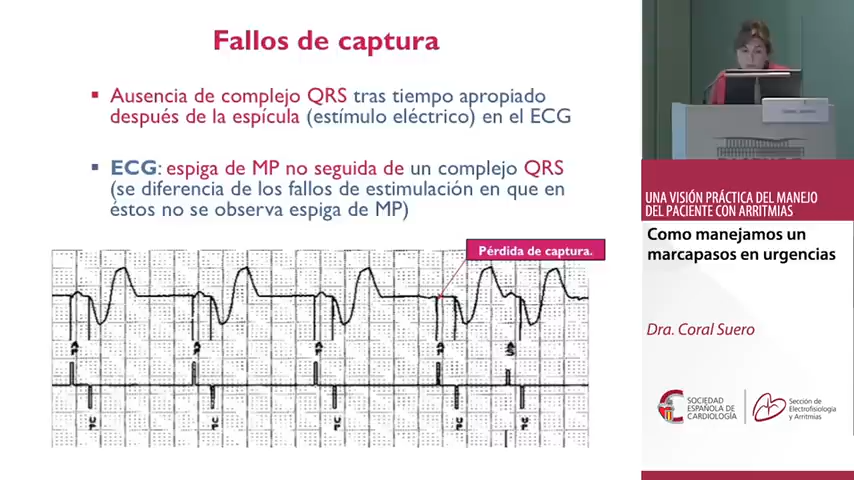 Fallos de captura
Ausencia de complejo QRS tras tiempo apropiado
después de la espícula (estímulo eléctrico) en el ECG
ECG: espiga de MP no seguida de un complejo QRS
(se diferencia de los fallos de estimulación en que en
éstos no se observa espiga de MP)
Pérdida de captura.
UNA VISIÓN PRÁCTICA DEL MANEJO
DEL PACIENTE CON ARRITMIAS
Como manejamos un
marcapasos en urgencias
Dra. Coral Suero
SOCIEDAD
ESPAÑOLA DE
CARDIOLOGÍA
Sección de
Electrofisiología
y Arritmias